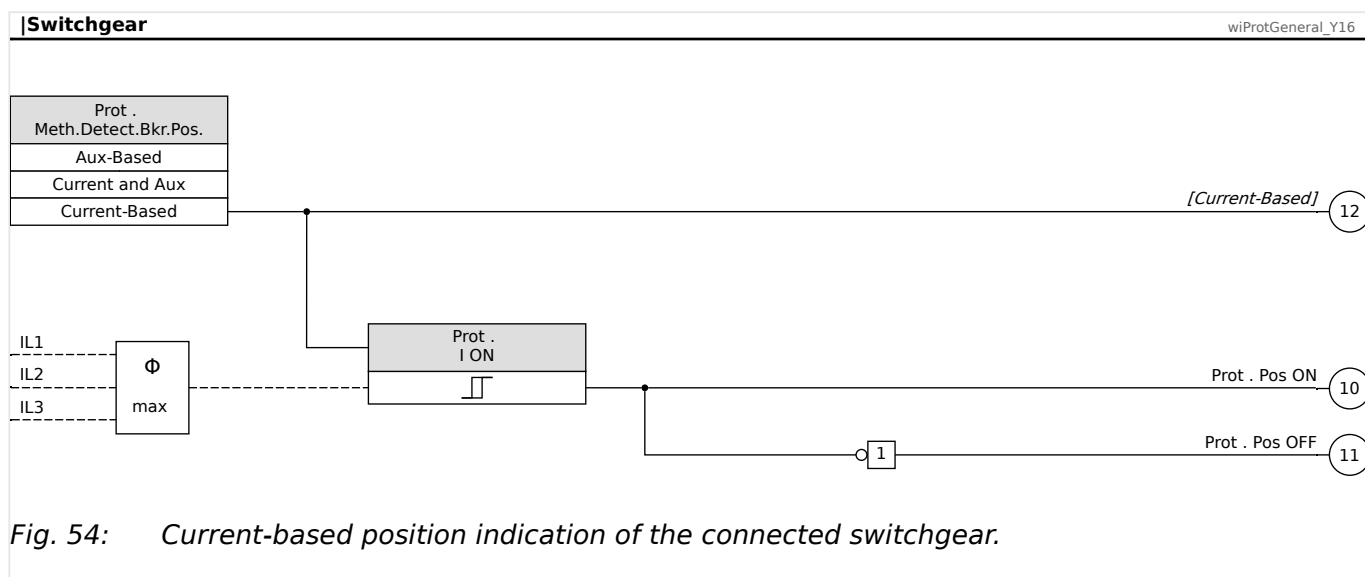 |Switchgear
wiProtGeneral_Y16
Prot .
Meth.Detect.Bkr.Pos.
Aux-Based
Current and Aux
Current-Based
[Current-Based]
12
IL1
IL2
IL3
Φ
max
Prot .
I ON
Prot . Pos ON
10
1
Prot . Pos OFF
11
Fig. 54: Current-based position indication of the connected switchgear.